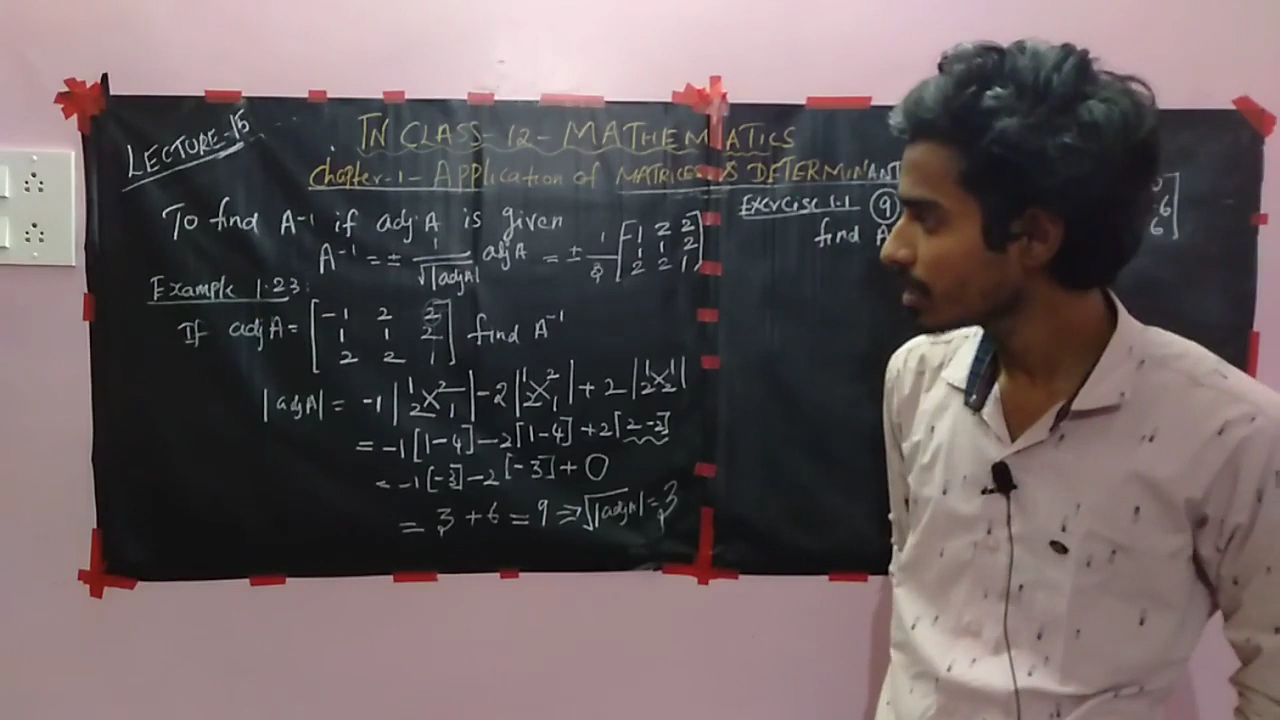 LECTURE-15
TN CLASS-12- MATHEMATICS
chapter-1- Application of MATRICES & DETERMINANT
To find A⁻¹ if adj A is given
A⁻¹ = ± 1/√|adjA| adj A = ± 1/3 [-1 2 2; 1 1 2; 2 2 1]
Example 1.23:
If adj A = [-1 2 2; 1 1 2; 2 2 1] find A⁻¹
|adjA| = -1 |1 2; 2 1| -2 |1 2; 2 1| + 2 |1 1; 2 2|
= -1[1-4] -2[1-4] +2[2-2]
= -1[-3] -2[-3] + 0
= 3 + 6 = 9 ⇒ √|adjA| = 3
Exercise 1.1 (9)
find A